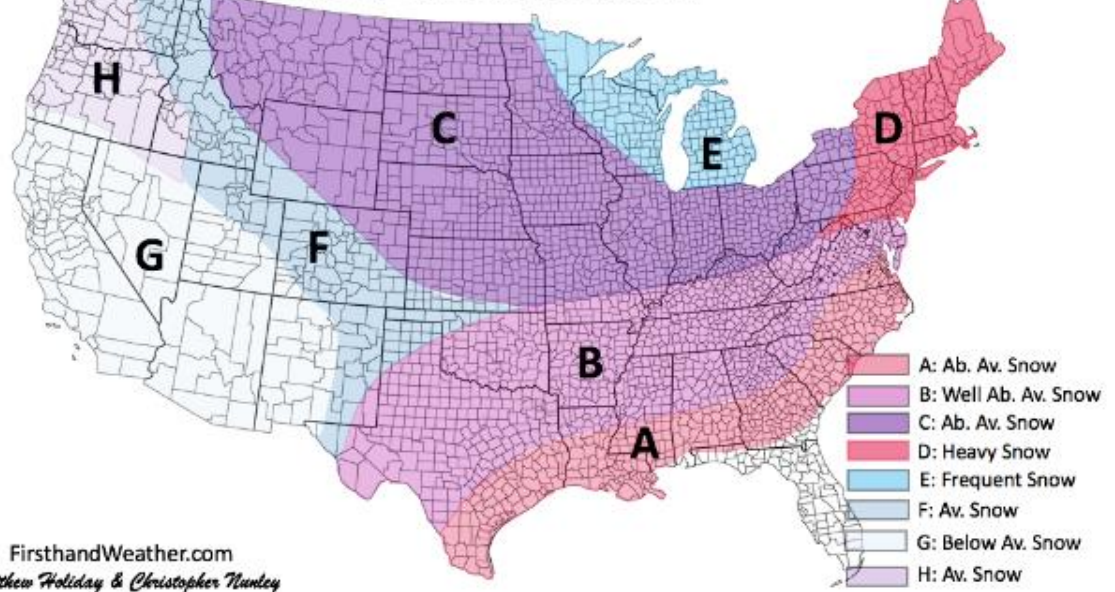 H
C
D
E
G
F
B
A
A: Ab. Av. Snow
B: Well Ab. Av. Snow
C: Ab. Av. Snow
D: Heavy Snow
E: Frequent Snow
F: Av. Snow
G: Below Av. Snow
H: Av. Snow
FirsthandWeather.com
thew Holiday & Christopher Nunley